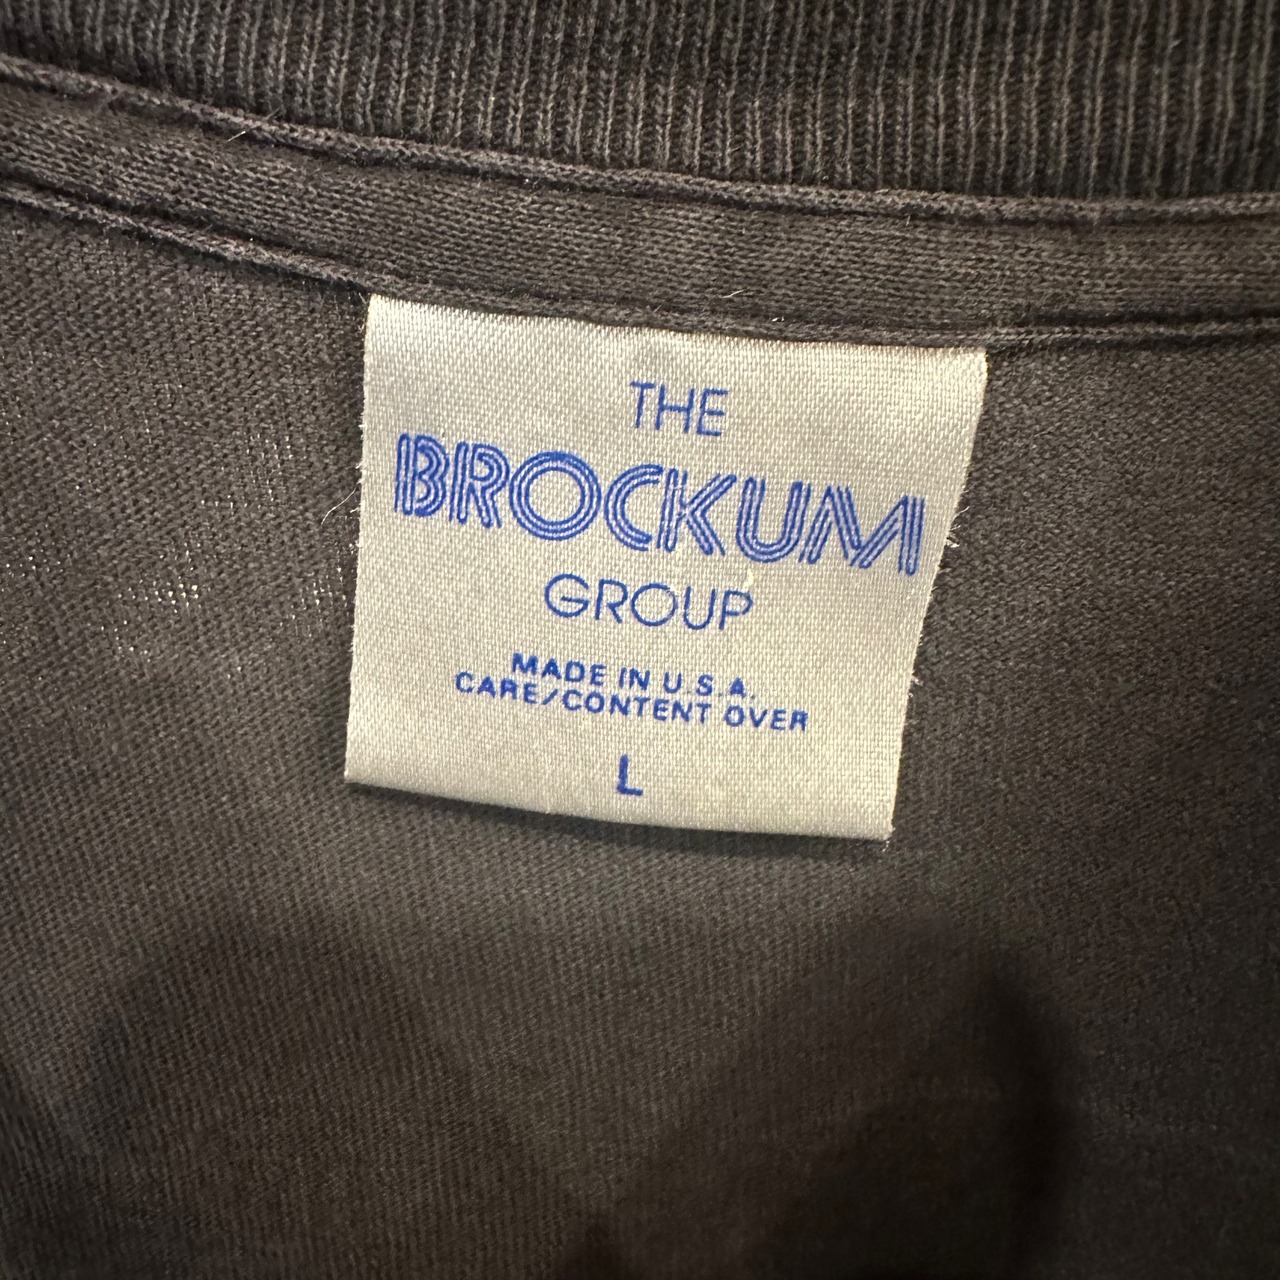 THE
BROCKUM
GROUP
MADE IN U.S.A.
CARE/CONTENT OVER
L